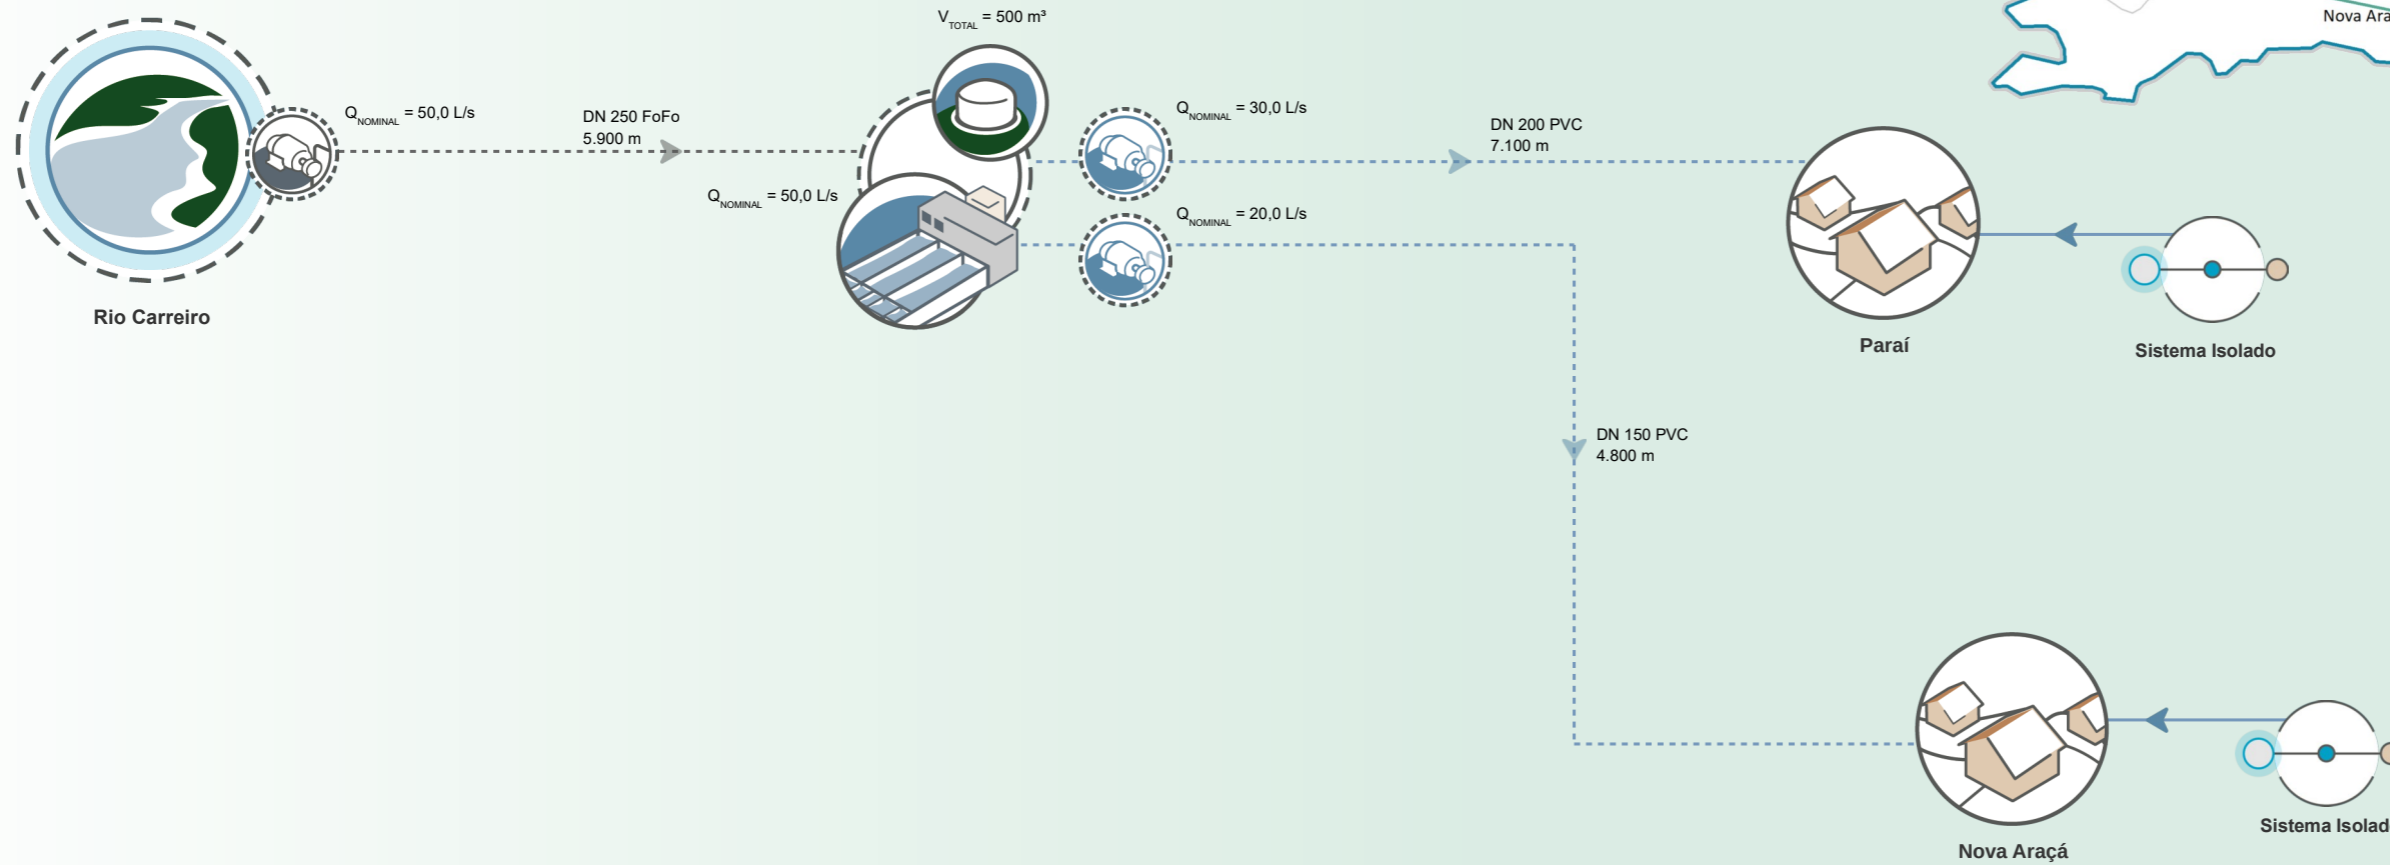 V TOTAL = 500 m³
Nova Ara
Q NOMINAL = 50,0 L/s
DN 250 FoFo
5.900 m
Q NOMINAL = 30,0 L/s
DN 200 PVC
7.100 m
Q NOMINAL = 50,0 L/s
Q NOMINAL = 20,0 L/s
Rio Carreiro
Paraí
Sistema Isolado
DN 150 PVC
4.800 m
Sistema Isolad
Nova Araçá